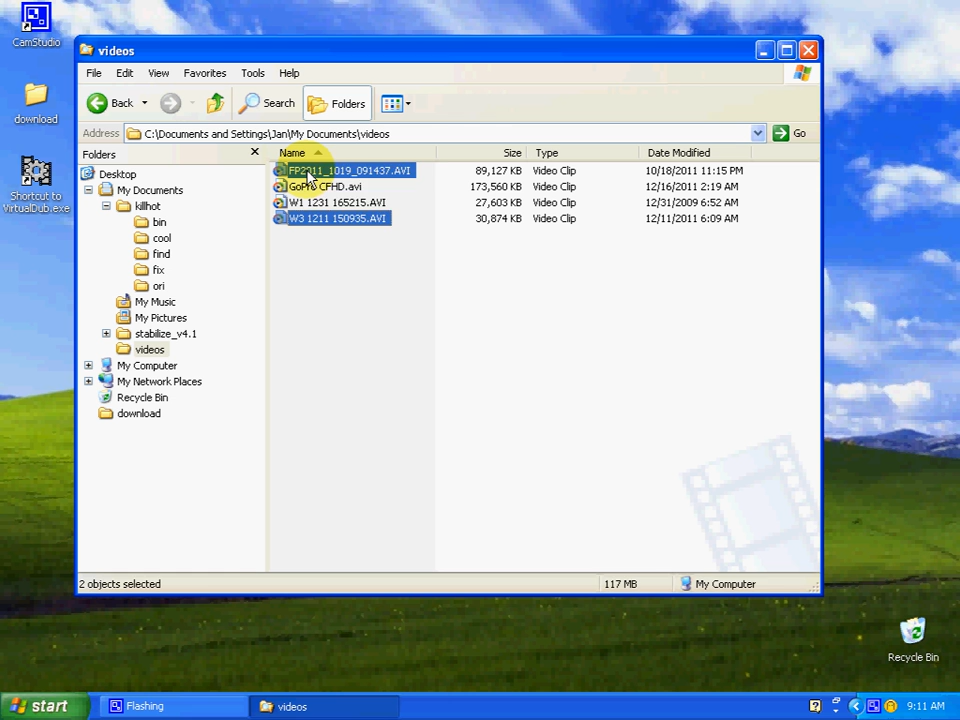 CamStudio
download
Shortcut to
VirtualDub.exe
videos
File Edit View Favorites Tools Help
Back Search Folders
Address C:\Documents and Settings\Jan\My Documents\videos Go
Folders
Desktop
My Documents
killhot
bin
cool
find
fix
ori
My Music
My Pictures
stabilize_v4.1
videos
My Computer
My Network Places
Recycle Bin
download
Name Size Type Date Modified
FP2011_1019_091437.AVI 89,127 KB Video Clip 10/18/2011 11:15 PM
CFHD.avi 173,560 KB Video Clip 12/16/2011 2:19 AM
W1 1231 165215.AVI 27,603 KB Video Clip 12/31/2009 6:52 AM
W3 1211 150935.AVI 30,874 KB Video Clip 12/11/2011 6:09 AM
2 objects selected 117 MB My Computer
Recycle Bin
start Flashing videos 9:11 AM